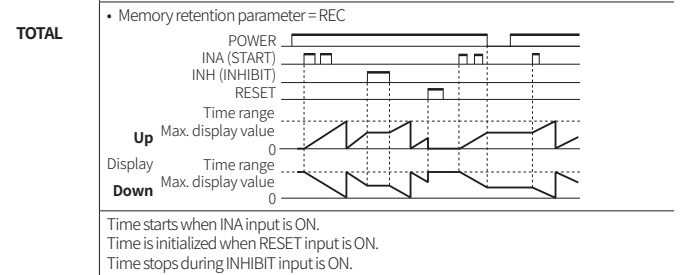 • Memory retention parameter = REC
TOTAL
POWER
INA (START)
INH (INHIBIT)
RESET
Time range
Up Max. display value
0
Display Time range
Down Max. display value
0
Time starts when INA input is ON.
Time is initialized when RESET input is ON.
Time stops during INHIBIT input is ON.